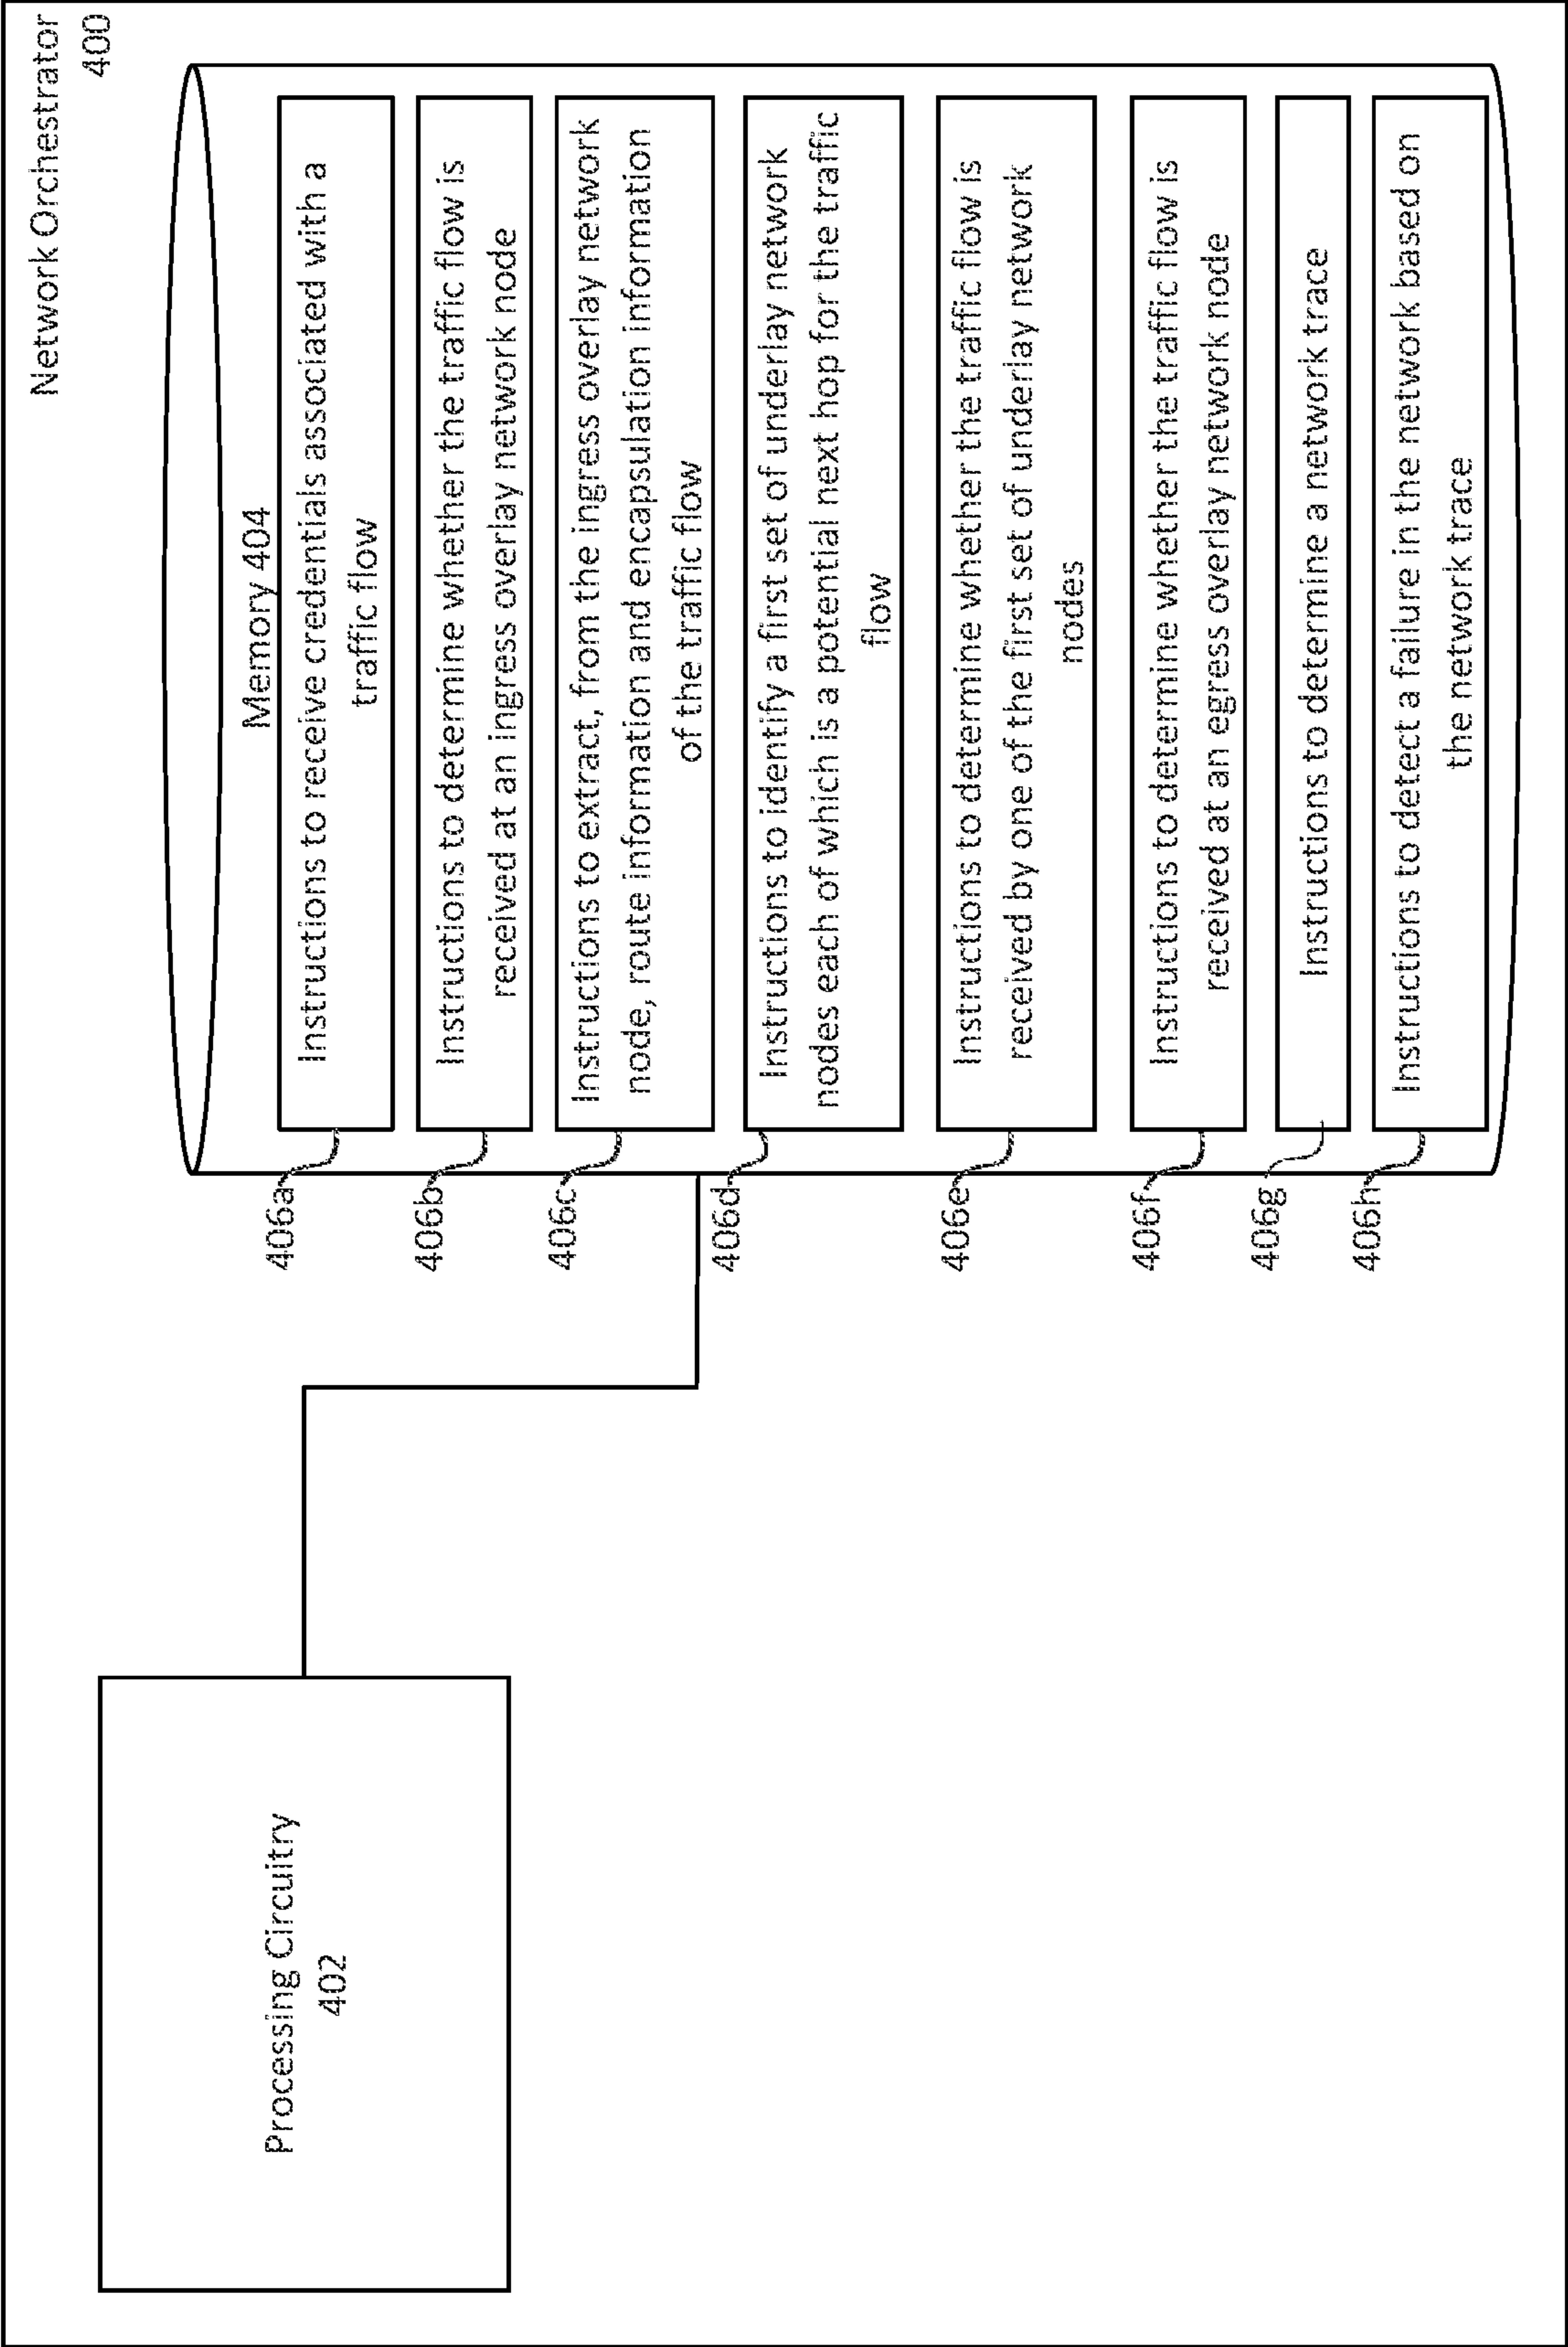 Network Orchestrator
400
Processing Circuitry
402
Memory 404
406a
Instructions to receive credentials associated with a
traffic flow
406b
Instructions to determine whether the traffic flow is
received at an ingress overlay network node
406c
Instructions to extract, from the ingress overlay network
node, route information and encapsulation information
of the traffic flow
406d
Instructions to identify a first set of underlay network
nodes each of which is a potential next hop for the traffic
flow
406e
Instructions to determine whether the traffic flow is
received by one of the first set of underlay network
nodes
406f
Instructions to determine whether the traffic flow is
received at an egress overlay network node
406g
Instructions to determine a network trace
406h
Instructions to detect a failure in the network based on
the network trace